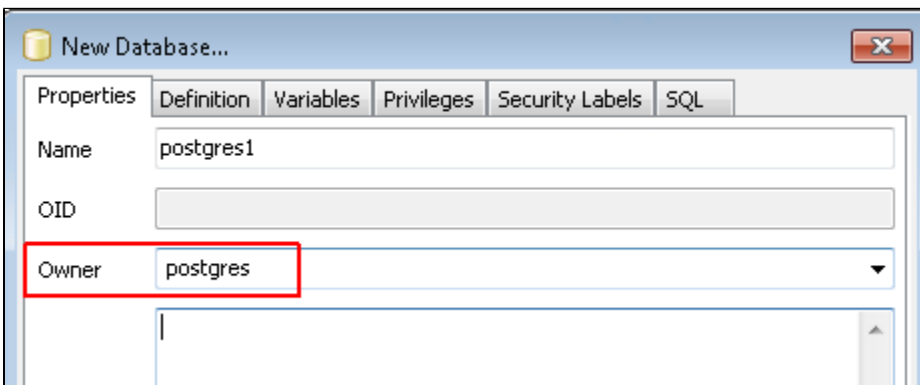 New Database...
Properties Definition Variables Privileges Security Labels SQL
Name postgres1
OID
Owner postgres